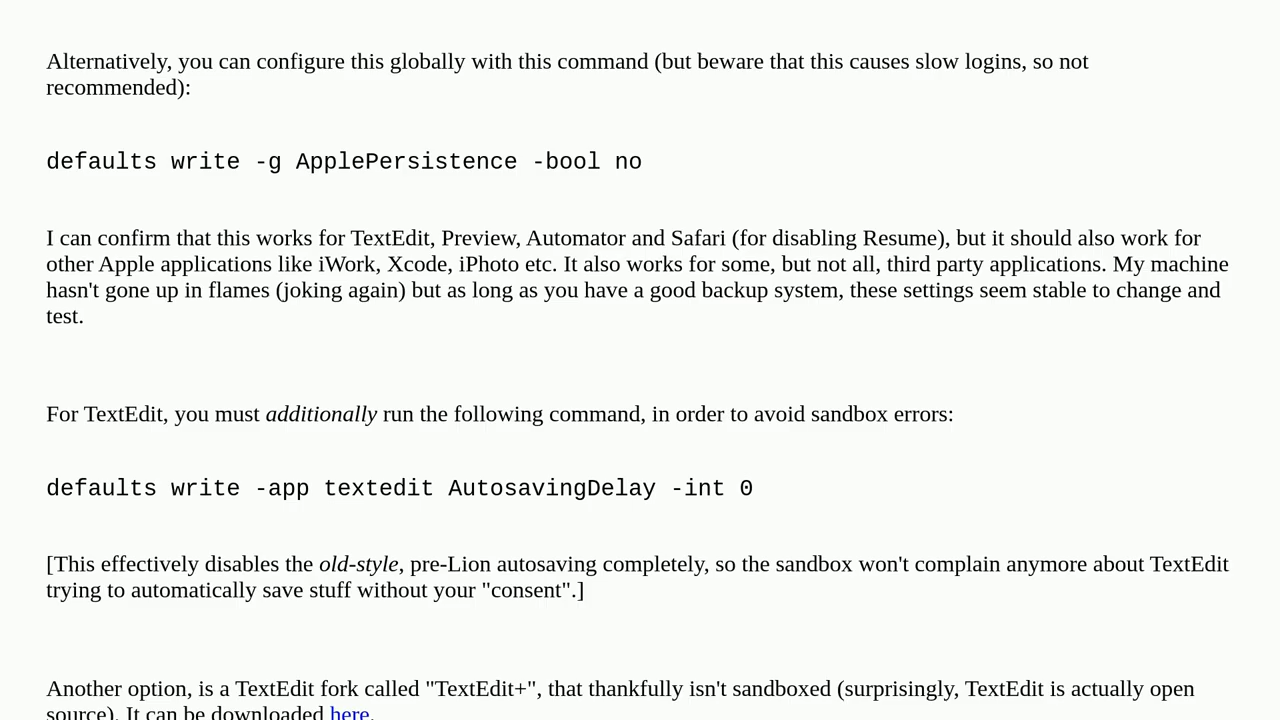 Alternatively, you can configure this globally with this command (but beware that this causes slow logins, so not
recommended):
defaults write -g ApplePersistence -bool no
I can confirm that this works for TextEdit, Preview, Automator and Safari (for disabling Resume), but it should also work for
other Apple applications like iWork, Xcode, iPhoto etc. It also works for some, but not all, third party applications. My machine
hasn't gone up in flames (joking again) but as long as you have a good backup system, these settings seem stable to change and
test.
For TextEdit, you must additionally run the following command, in order to avoid sandbox errors:
defaults write -app textedit AutosavingDelay -int 0
[This effectively disables the old-style, pre-Lion autosaving completely, so the sandbox won't complain anymore about TextEdit
trying to automatically save stuff without your "consent".]
Another option, is a TextEdit fork called "TextEdit+", that thankfully isn't sandboxed (surprisingly, TextEdit is actually open
source). It can be downloaded here.